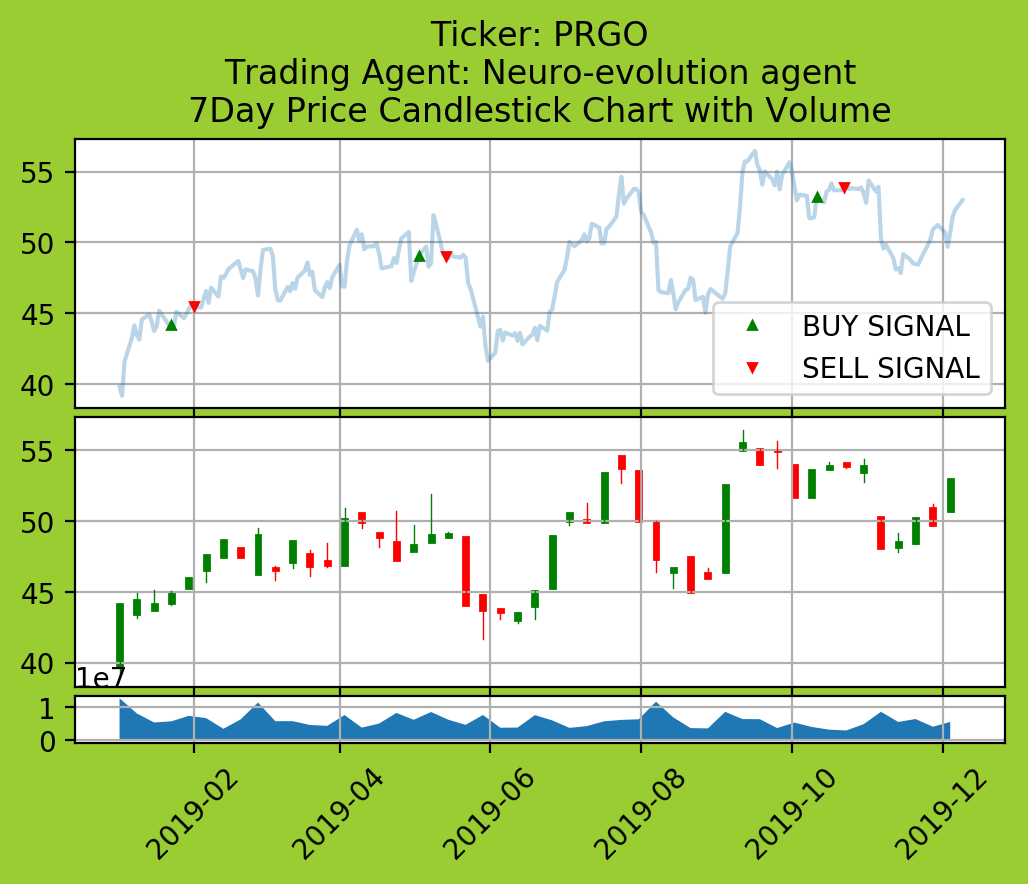 Ticker: PRGO
Trading Agent: Neuro-evolution agent
7Day Price Candlestick Chart with Volume
55
50
45
40
BUY SIGNAL
SELL SIGNAL
55
50
45
40
1e7
1
0
2019-02
2019-04
2019-06
2019-08
2019-10
2019-12